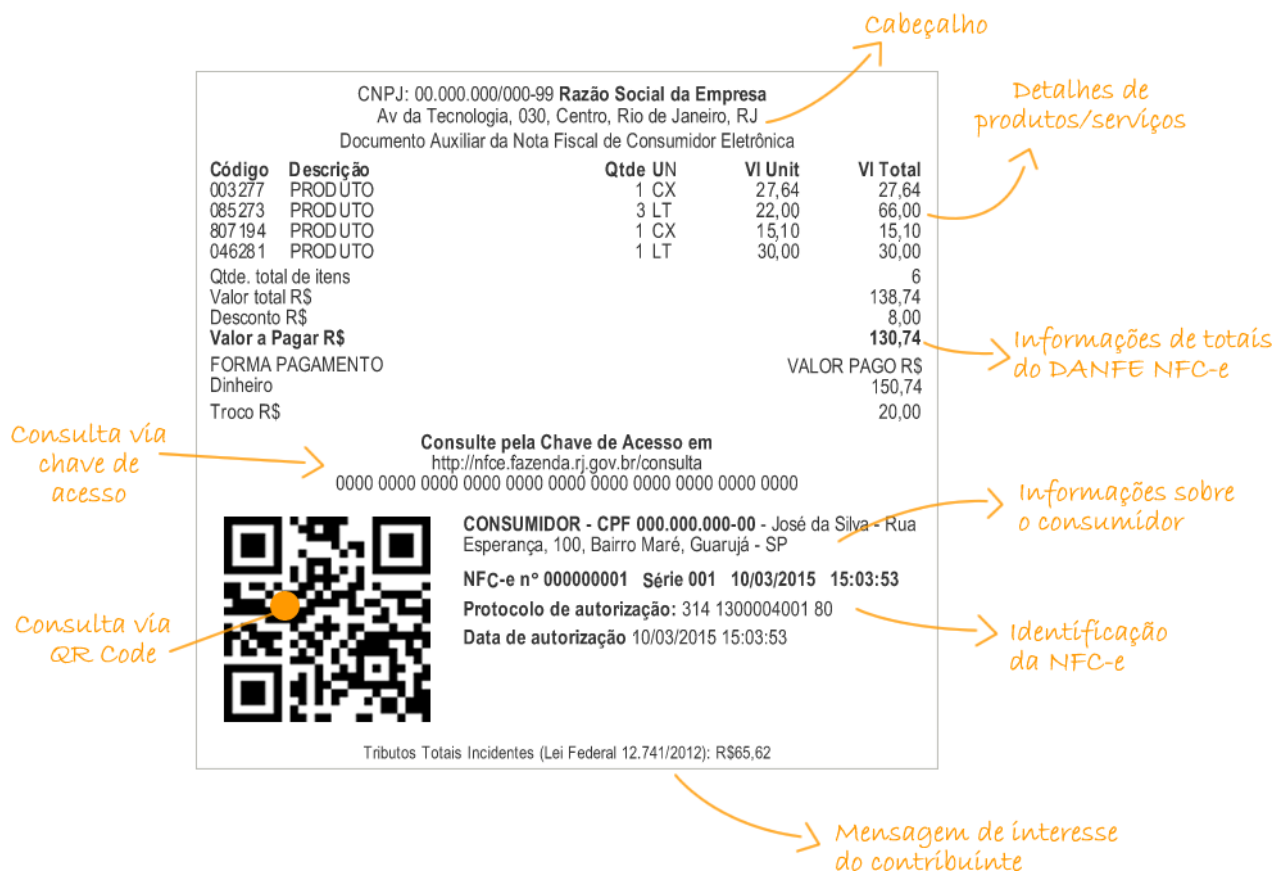 Cabeçalho
CNPJ: 00.000.000/000-99 Razão Social da Empresa
Av da Tecnologia, 030, Centro, Rio de Janeiro, RJ
Documento Auxiliar da Nota Fiscal de Consumidor Eletrônica
Detalhes de
produtos/serviços
Código Descrição Qtde UN Vl Unit Vl Total
003277 PRODUTO 1 CX 27,64 27,64
085273 PRODUTO 3 LT 22,00 66,00
807194 PRODUTO 1 CX 15,10 15,10
046281 PRODUTO 1 LT 30,00 30,00
Qtde. total de itens 6
Valor total R$ 138,74
Desconto R$ 8,00
Valor a Pagar R$ 130,74
Informações de totais
do DANFE NFC-e
FORMA PAGAMENTO VALOR PAGO R$
Dinheiro 150,74
Troco R$ 20,00
Consulta via
chave de
acesso
Consulte pela Chave de Acesso em
http://nfce.fazenda.rj.gov.br/consulta
0000 0000 0000 0000 0000 0000 0000 0000 0000 0000 0000
Informações sobre
o consumidor
CONSUMIDOR - CPF 000.000.000-00 - José da Silva - Rua
Esperança, 100, Bairro Maré, Guarujá - SP
NFC-e nº 000000001 Série 001 10/03/2015 15:03:53
Protocolo de autorização: 314 1300004001 80
Data de autorização 10/03/2015 15:03:53
Consulta via
QR Code
Identificação
da NFC-e
Tributos Totais Incidentes (Lei Federal 12.741/2012): R$65,62
Mensagem de interesse
do contribuinte